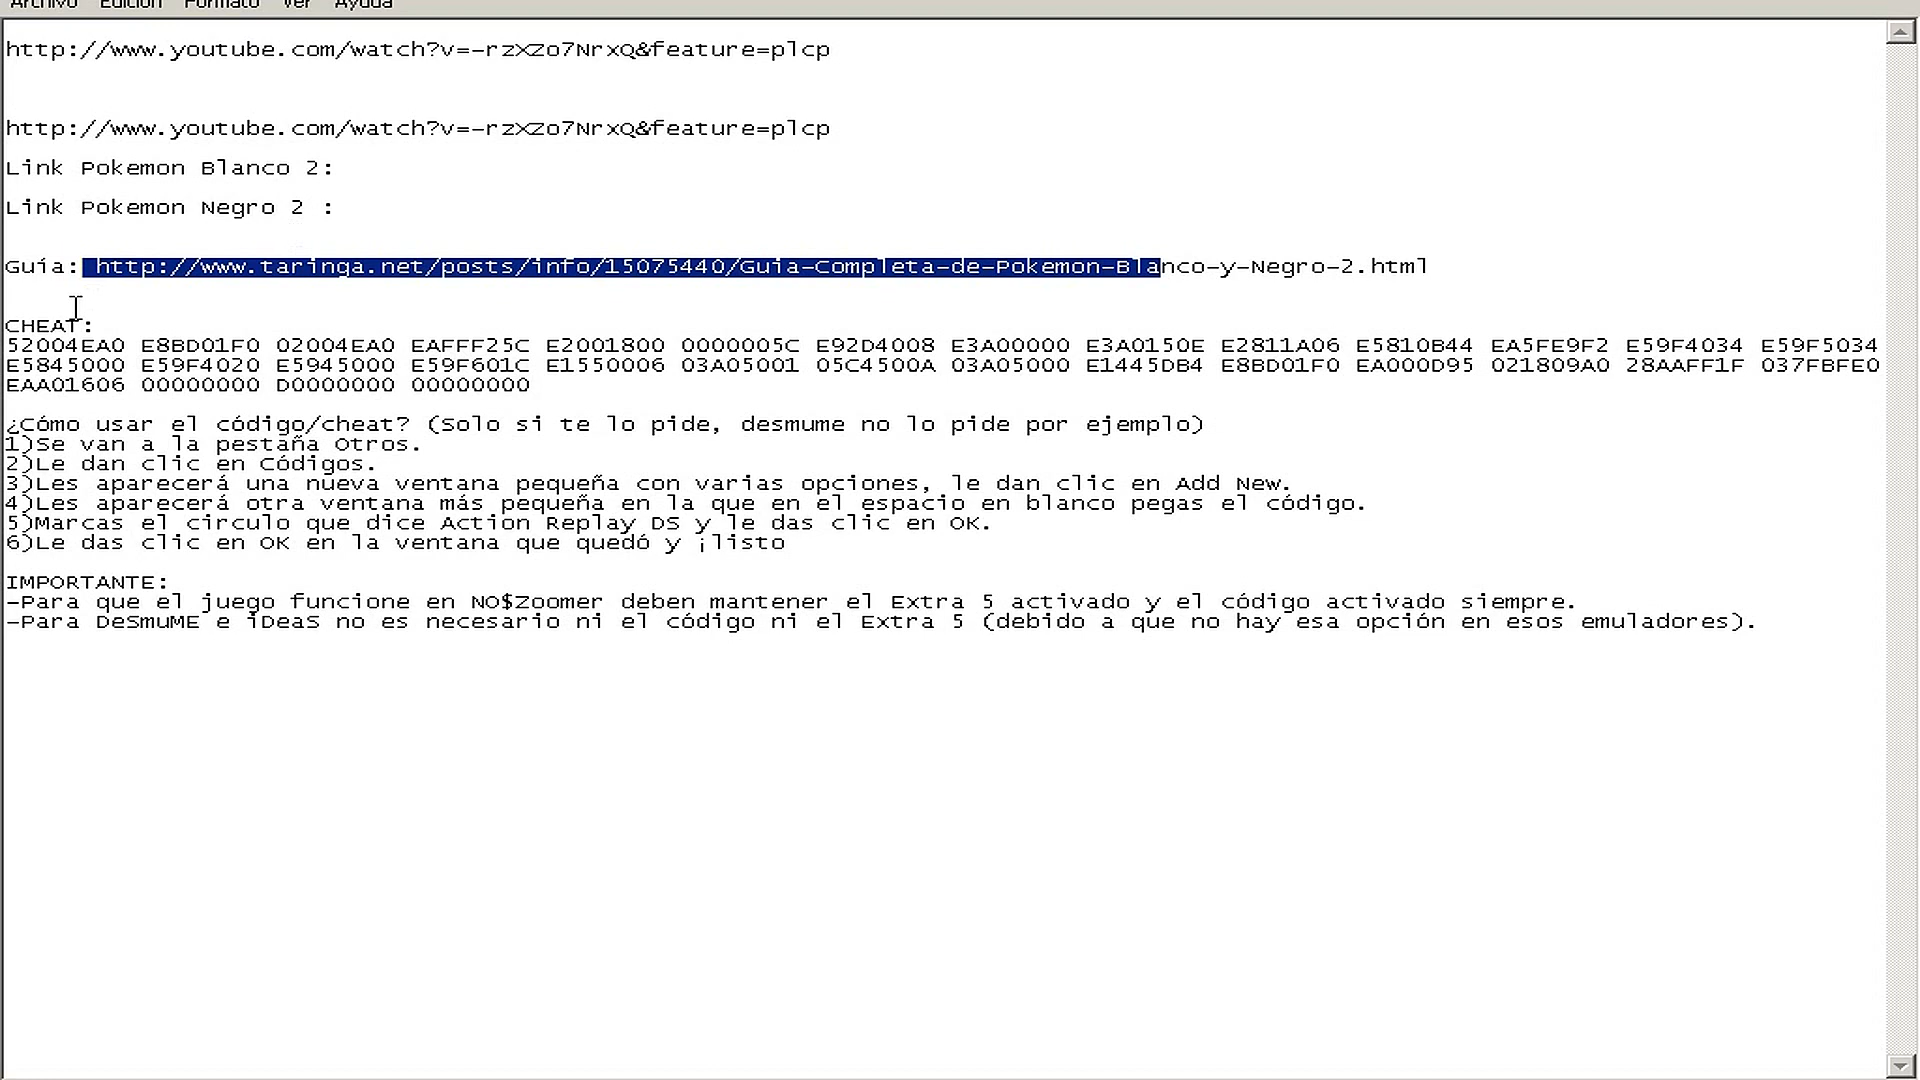 Archivo Edición Formato Ver Ayuda
http://www.youtube.com/watch?v=-rzXZo7NrxQ&feature=plcp
http://www.youtube.com/watch?v=-rzXZo7NrxQ&feature=plcp
Link Pokemon Blanco 2:
Link Pokemon Negro 2 :
Guía: http://www.taringa.net/posts/info/15075440/Guia-Completa-de-Pokemon-Blanco-y-Negro-2.html
CHEAT:
52004EA0 E8BD01F0 02004EA0 EAFFF25C E2001800 0000005C E92D4008 E3A00000 E3A0150E E2811A06 E5810B44 EA5FE9F2 E59F4034 E59F5034
E5845000 E59F4020 E5945000 E59F601C E1550006 03A05001 05C4500A 03A05000 E1445DB4 E8BD01F0 EA000D95 021809A0 28AAFF1F 037FBFE0
EAA01606 00000000 D0000000 00000000
¿Cómo usar el código/cheat? (Solo si te lo pide, desmume no lo pide por ejemplo)
1)Se van a la pestaña Otros.
2)Le dan clic en Códigos.
3)Les aparecerá una nueva ventana pequeña con varias opciones, le dan clic en Add New.
4)Les aparecerá otra ventana más pequeña en la que en el espacio en blanco pegas el código.
5)Marcas el circulo que dice Action Replay DS y le das clic en OK.
6)Le das clic en OK en la ventana que quedó y ¡listo
IMPORTANTE:
-Para que el juego funcione en NO$Zoomer deben mantener el Extra 5 activado y el código activado siempre.
-Para DeSmuME e iDeaS no es necesario ni el código ni el Extra 5 (debido a que no hay esa opción en esos emuladores).